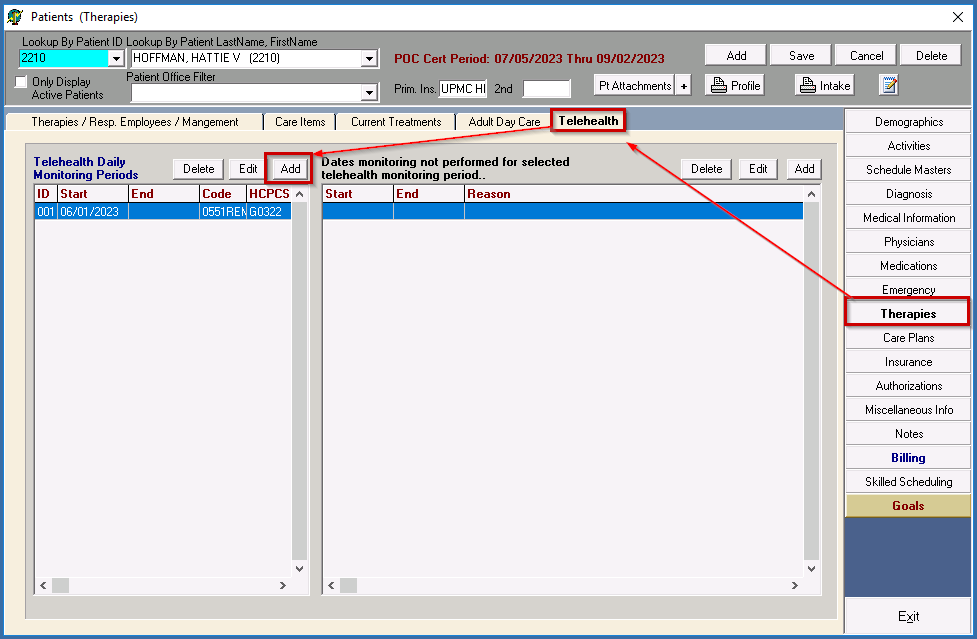 Patients (Therapies)
Lookup By Patient ID Lookup By Patient LastName, FirstName
2210 HOFFMAN, HATTIE V (2210)
POC Cert Period: 07/05/2023 Thru 09/02/2023
Add Save Cancel Delete
Only Display
Active Patients
Patient Office Filter
Prim. Ins. UPMC HI 2nd
Pt Attachments + Profile Intake
Therapies / Resp. Employees / Mangement Care Items Current Treatments Adult Day Care Telehealth
Telehealth Daily
Monitoring Periods
Delete Edit Add
Dates monitoring not performed for selected
telehealth monitoring period..
Delete Edit Add
ID Start End Code HCPCS
001 06/01/2023 0551REN G0322
Start End Reason
Demographics
Activities
Schedule Masters
Diagnosis
Medical Information
Physicians
Medications
Emergency
Therapies
Care Plans
Insurance
Authorizations
Miscellaneous Info
Notes
Billing
Skilled Scheduling
Goals
Exit